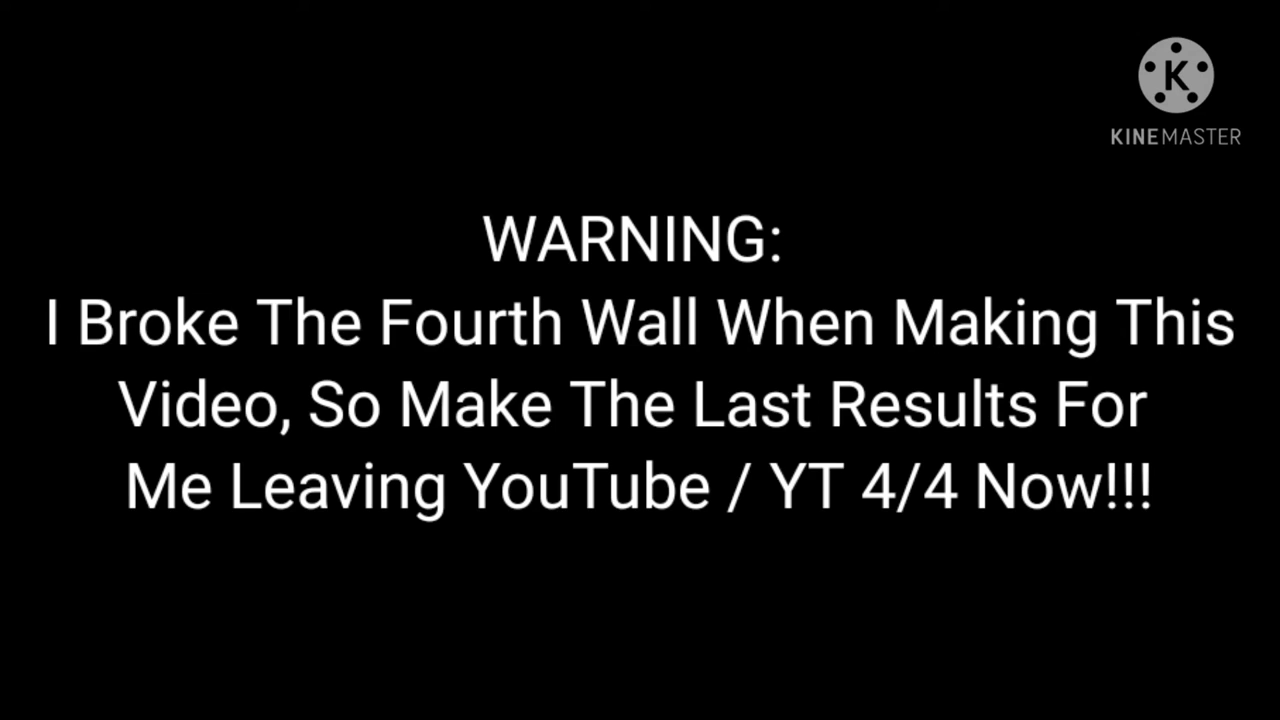 K
KINEMASTER
WARNING:
I Broke The Fourth Wall When Making This
Video, So Make The Last Results For
Me Leaving YouTube / YT 4/4 Now!!!